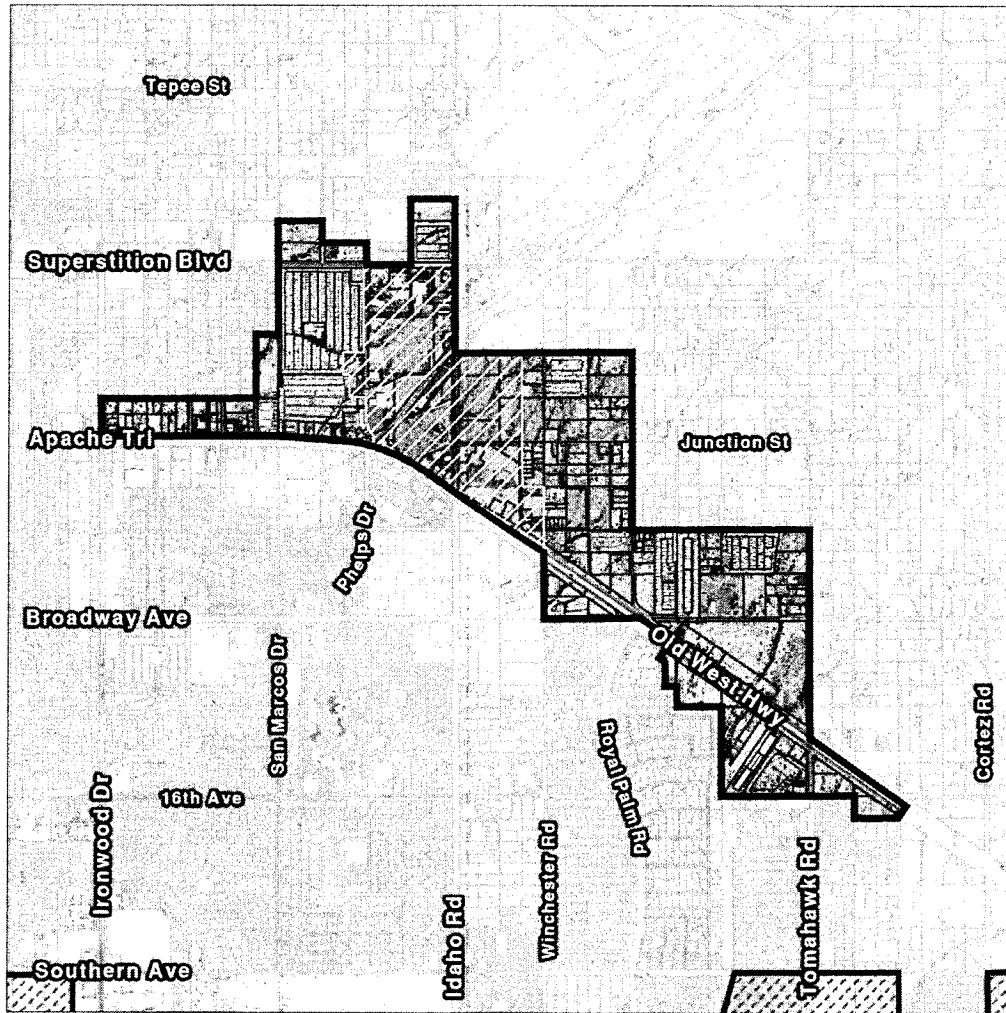 Tepee St
Superstition Blvd
Apache Trl
Junction St
Phelps Dr
Broadway Ave
Old West Hwy
San Marcos Dr
Cortez Rd
Royal Palm Rd
Ironwood Dr
16th Ave
Winchester Rd
Tomahawk Rd
Idaho Rd
Southern Ave